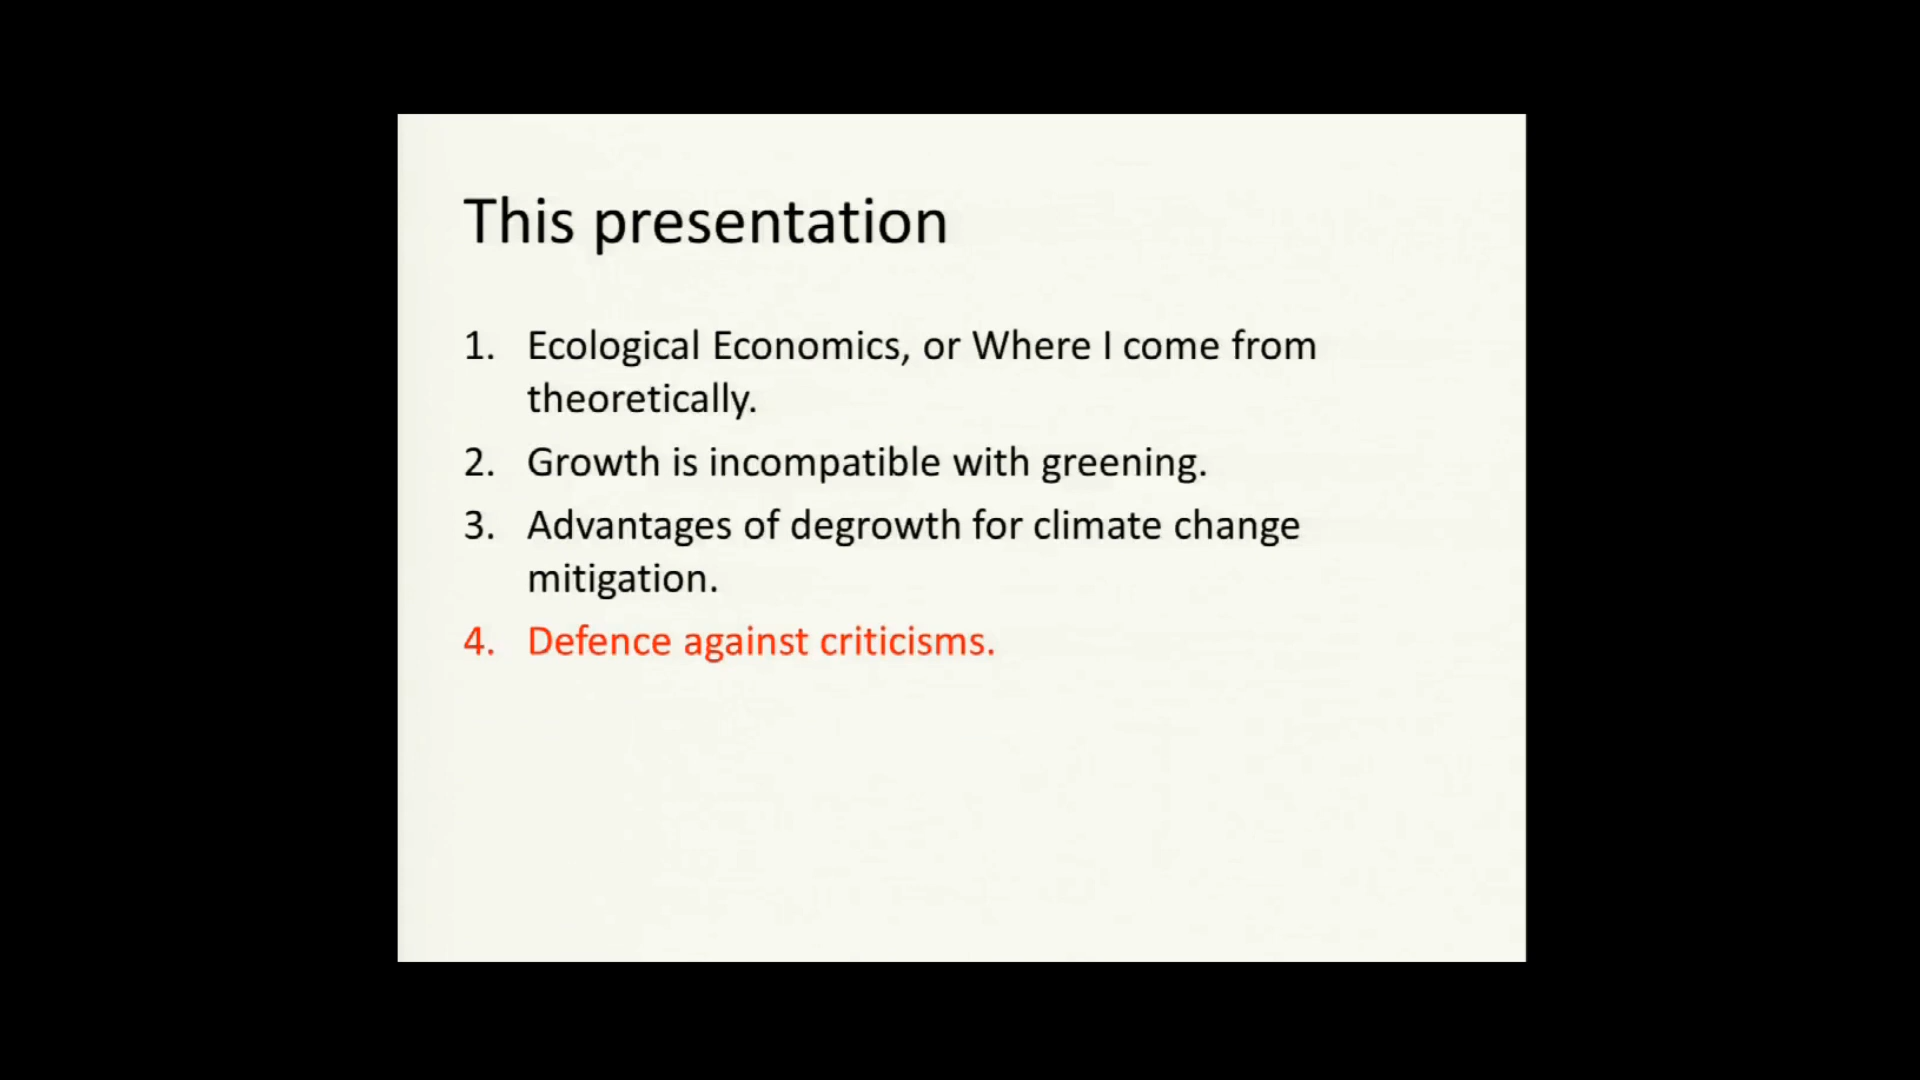 This presentation
1. Ecological Economics, or Where I come from
theoretically.
2. Growth is incompatible with greening.
3. Advantages of degrowth for climate change
mitigation.
4. Defence against criticisms.